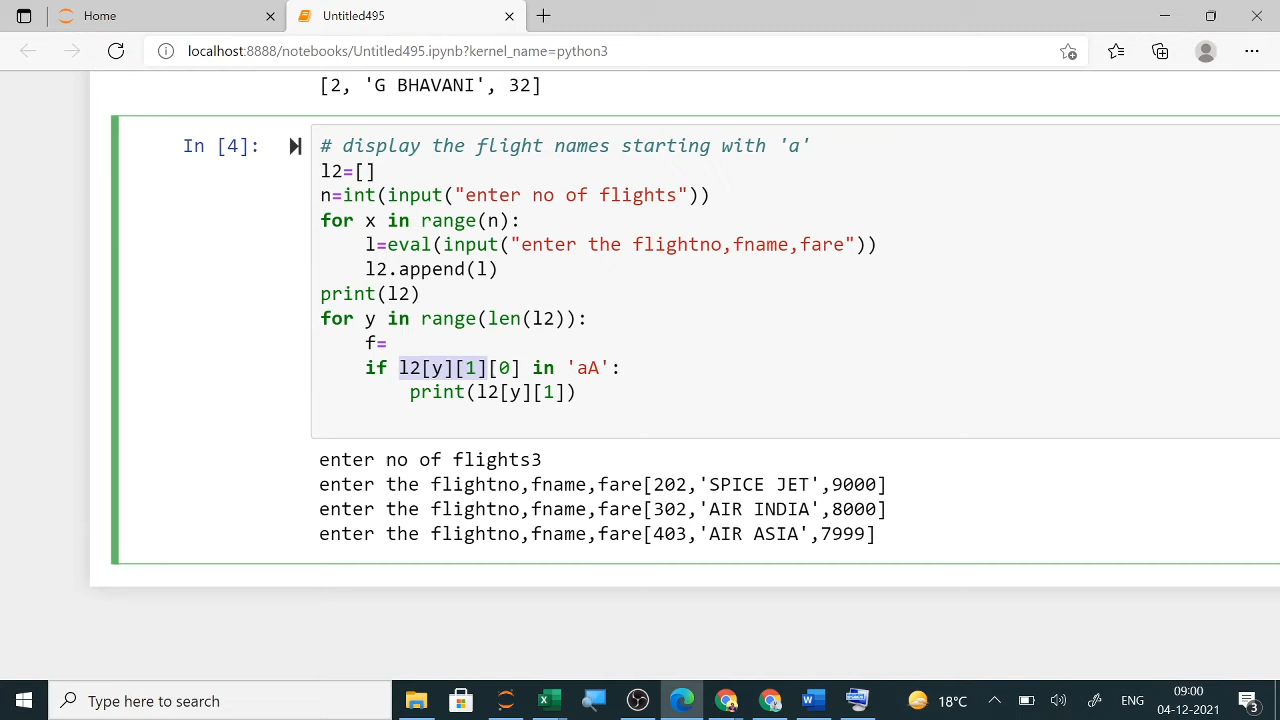 Home
Untitled495
localhost:8888/notebooks/Untitled495.ipynb?kernel_name=python3
[2, 'G BHAVANI', 32]
In [4]:
# display the flight names starting with 'a'
l2=[]
n=int(input("enter no of flights"))
for x in range(n):
    l=eval(input("enter the flightno,fname,fare"))
    l2.append(l)
print(l2)
for y in range(len(l2)):
    f=
    if l2[y][1][0] in 'aA':
        print(l2[y][1])
enter no of flights3
enter the flightno,fname,fare[202,'SPICE JET',9000]
enter the flightno,fname,fare[302,'AIR INDIA',8000]
enter the flightno,fname,fare[403,'AIR ASIA',7999]
Type here to search
18°C
ENG
09:00
04-12-2021
3